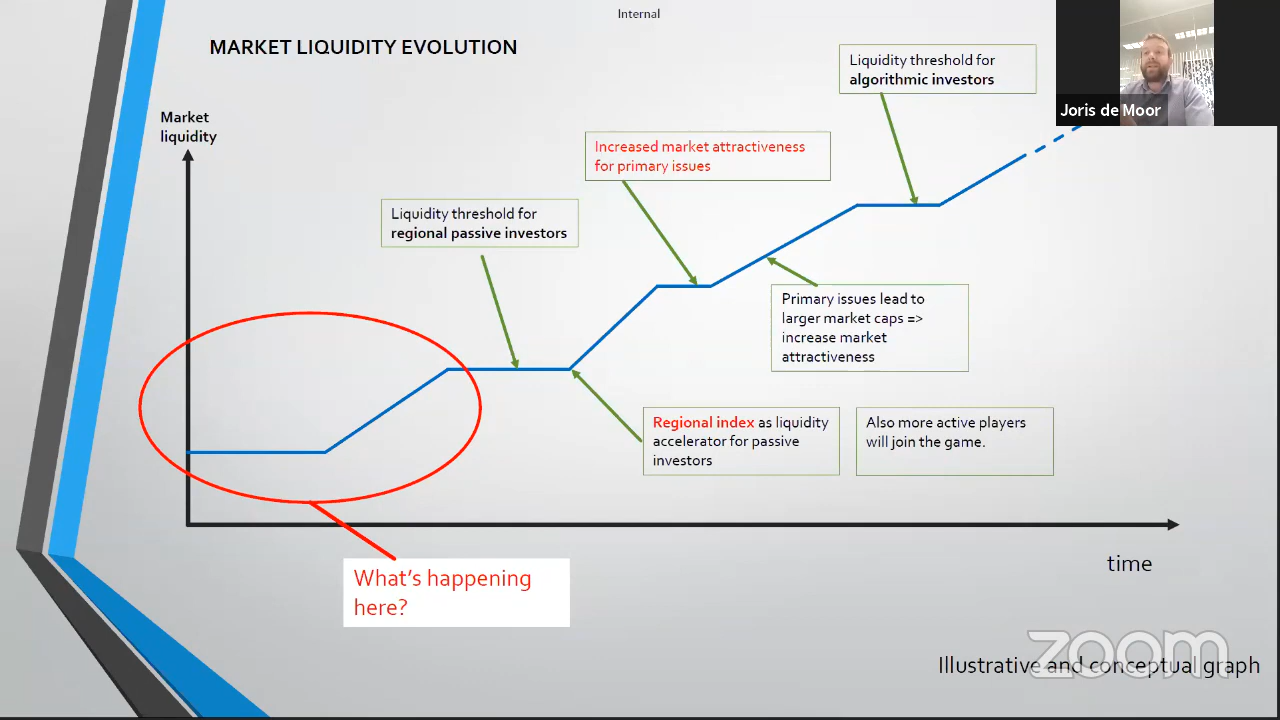 Internal
MARKET LIQUIDITY EVOLUTION
Joris de Moor
Liquidity threshold for
algorithmic investors
Market
liquidity
Increased market attractiveness
for primary issues
Liquidity threshold for
regional passive investors
Primary issues lead to
larger market caps =>
increase market
attractiveness
Regional index as liquidity
accelerator for passive
investors
Also more active players
will join the game.
time
What's happening
here?
zoom
Illustrative and conceptual graph